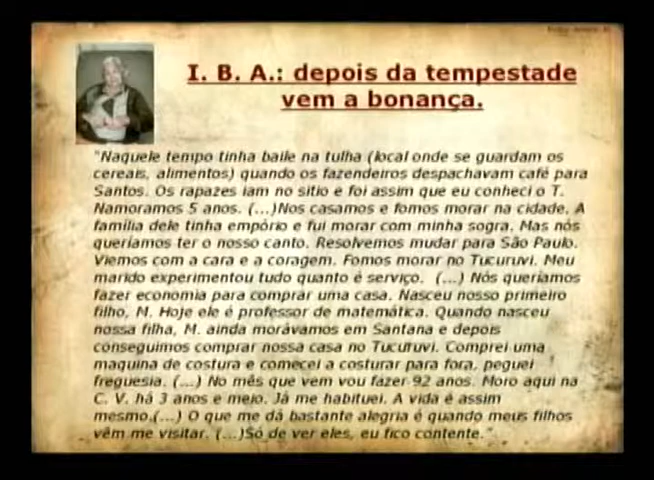 I. B. A.: depois da tempestade
vem a bonança.
"Naquele tempo tinha baile na tulha (local onde se guardam os
cereais, alimentos) quando os fazendeiros despachavam café para
Santos. Os rapazes iam no sítio e foi assim que eu conheci o T.
Namoramos 5 anos. (...)Nos casamos e fomos morar na cidade. A
família dele tinha empório e fui morar com minha sogra. Mas nós
queríamos ter o nosso canto. Resolvemos mudar para São Paulo.
Viemos com a cara e a coragem. Fomos morar no Tucuruvi. Meu
marido experimentou tudo quanto é serviço. (...) Nós queríamos
fazer economia para comprar uma casa. Nasceu nosso primeiro
filho, M. Hoje ele é professor de matemática. Quando nasceu
nossa filha, M. ainda morávamos em Santana e depois
conseguimos comprar nossa casa no Tucuruvi. Comprei uma
maquina de costura e comecei a costurar para fora, peguei
freguesia. (...) No mês que vem vou fazer 92 anos. Moro aqui na
C. V. há 3 anos e meio. Já me habituei. A vida é assim
mesmo.(...) O que me dá bastante alegria é quando meus filhos
vêm me visitar. (...)Só de ver eles, eu fico contente."